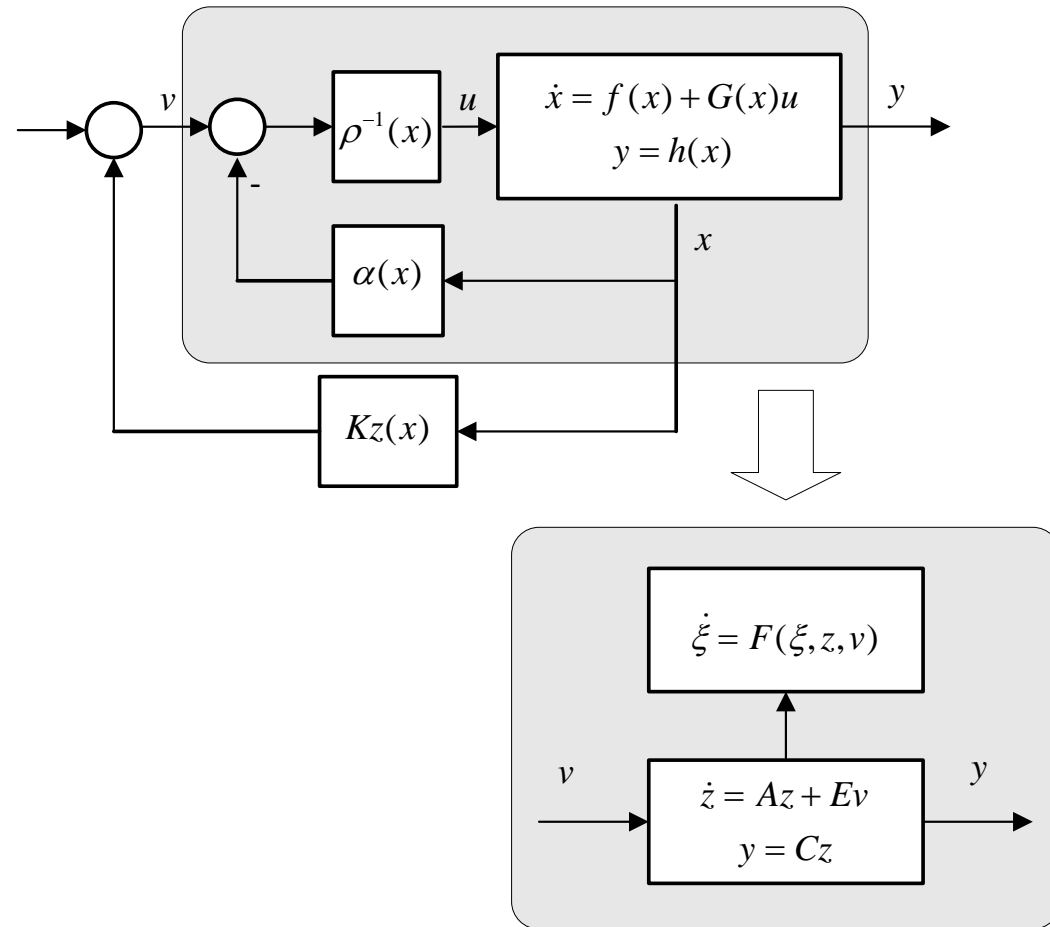 v
u
y
ρ⁻¹(x)
ẋ = f(x) + G(x)u
y = h(x)
-
x
α(x)
Kz(x)
ξ̇ = F(ξ, z, v)
v
y
ż = Az + Ev
y = Cz